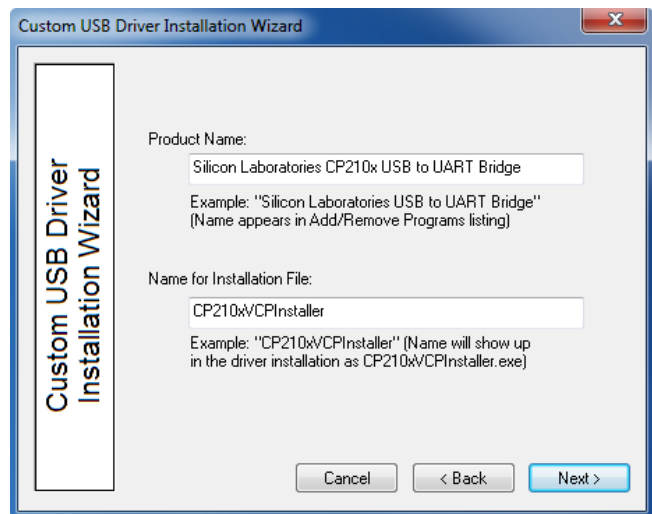 Custom USB Driver Installation Wizard
Custom USB Driver
Installation Wizard
Product Name:
Silicon Laboratories CP210x USB to UART Bridge
Example: "Silicon Laboratories USB to UART Bridge"
(Name appears in Add/Remove Programs listing)
Name for Installation File:
CP210xVCPInstaller
Example: "CP210xVCPInstaller" (Name will show up
in the driver installation as CP210xVCPInstaller.exe)
Cancel
< Back
Next >